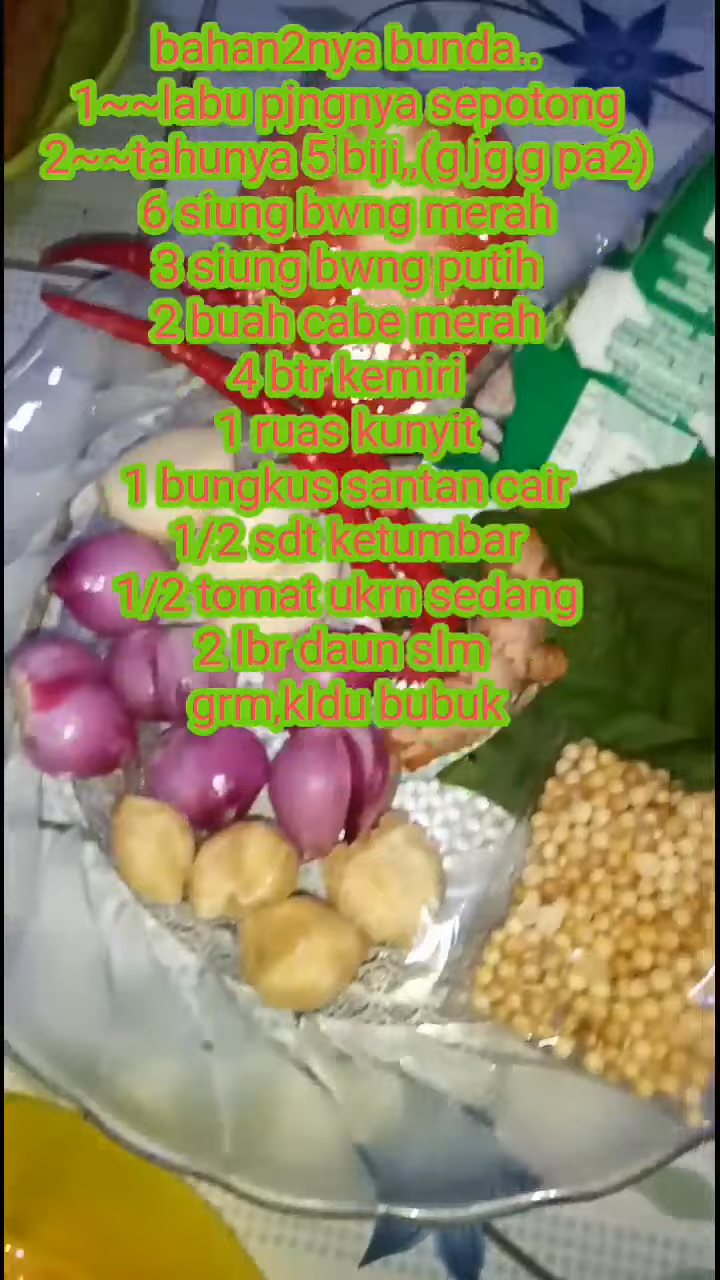 bahan2nya bunda..
1~~labu pjngnya sepotong
2~~tahunya 5 biji,,(g jg g pa2)
6 siung bwng merah
3 siung bwng putih
2 buah cabe merah
4 btr kemiri
1 ruas kunyit
1 bungkus santan cair
1/2 sdt ketumbar
1/2 tomat ukrn sedang
2 lbr daun slm
grm,kldu bubuk